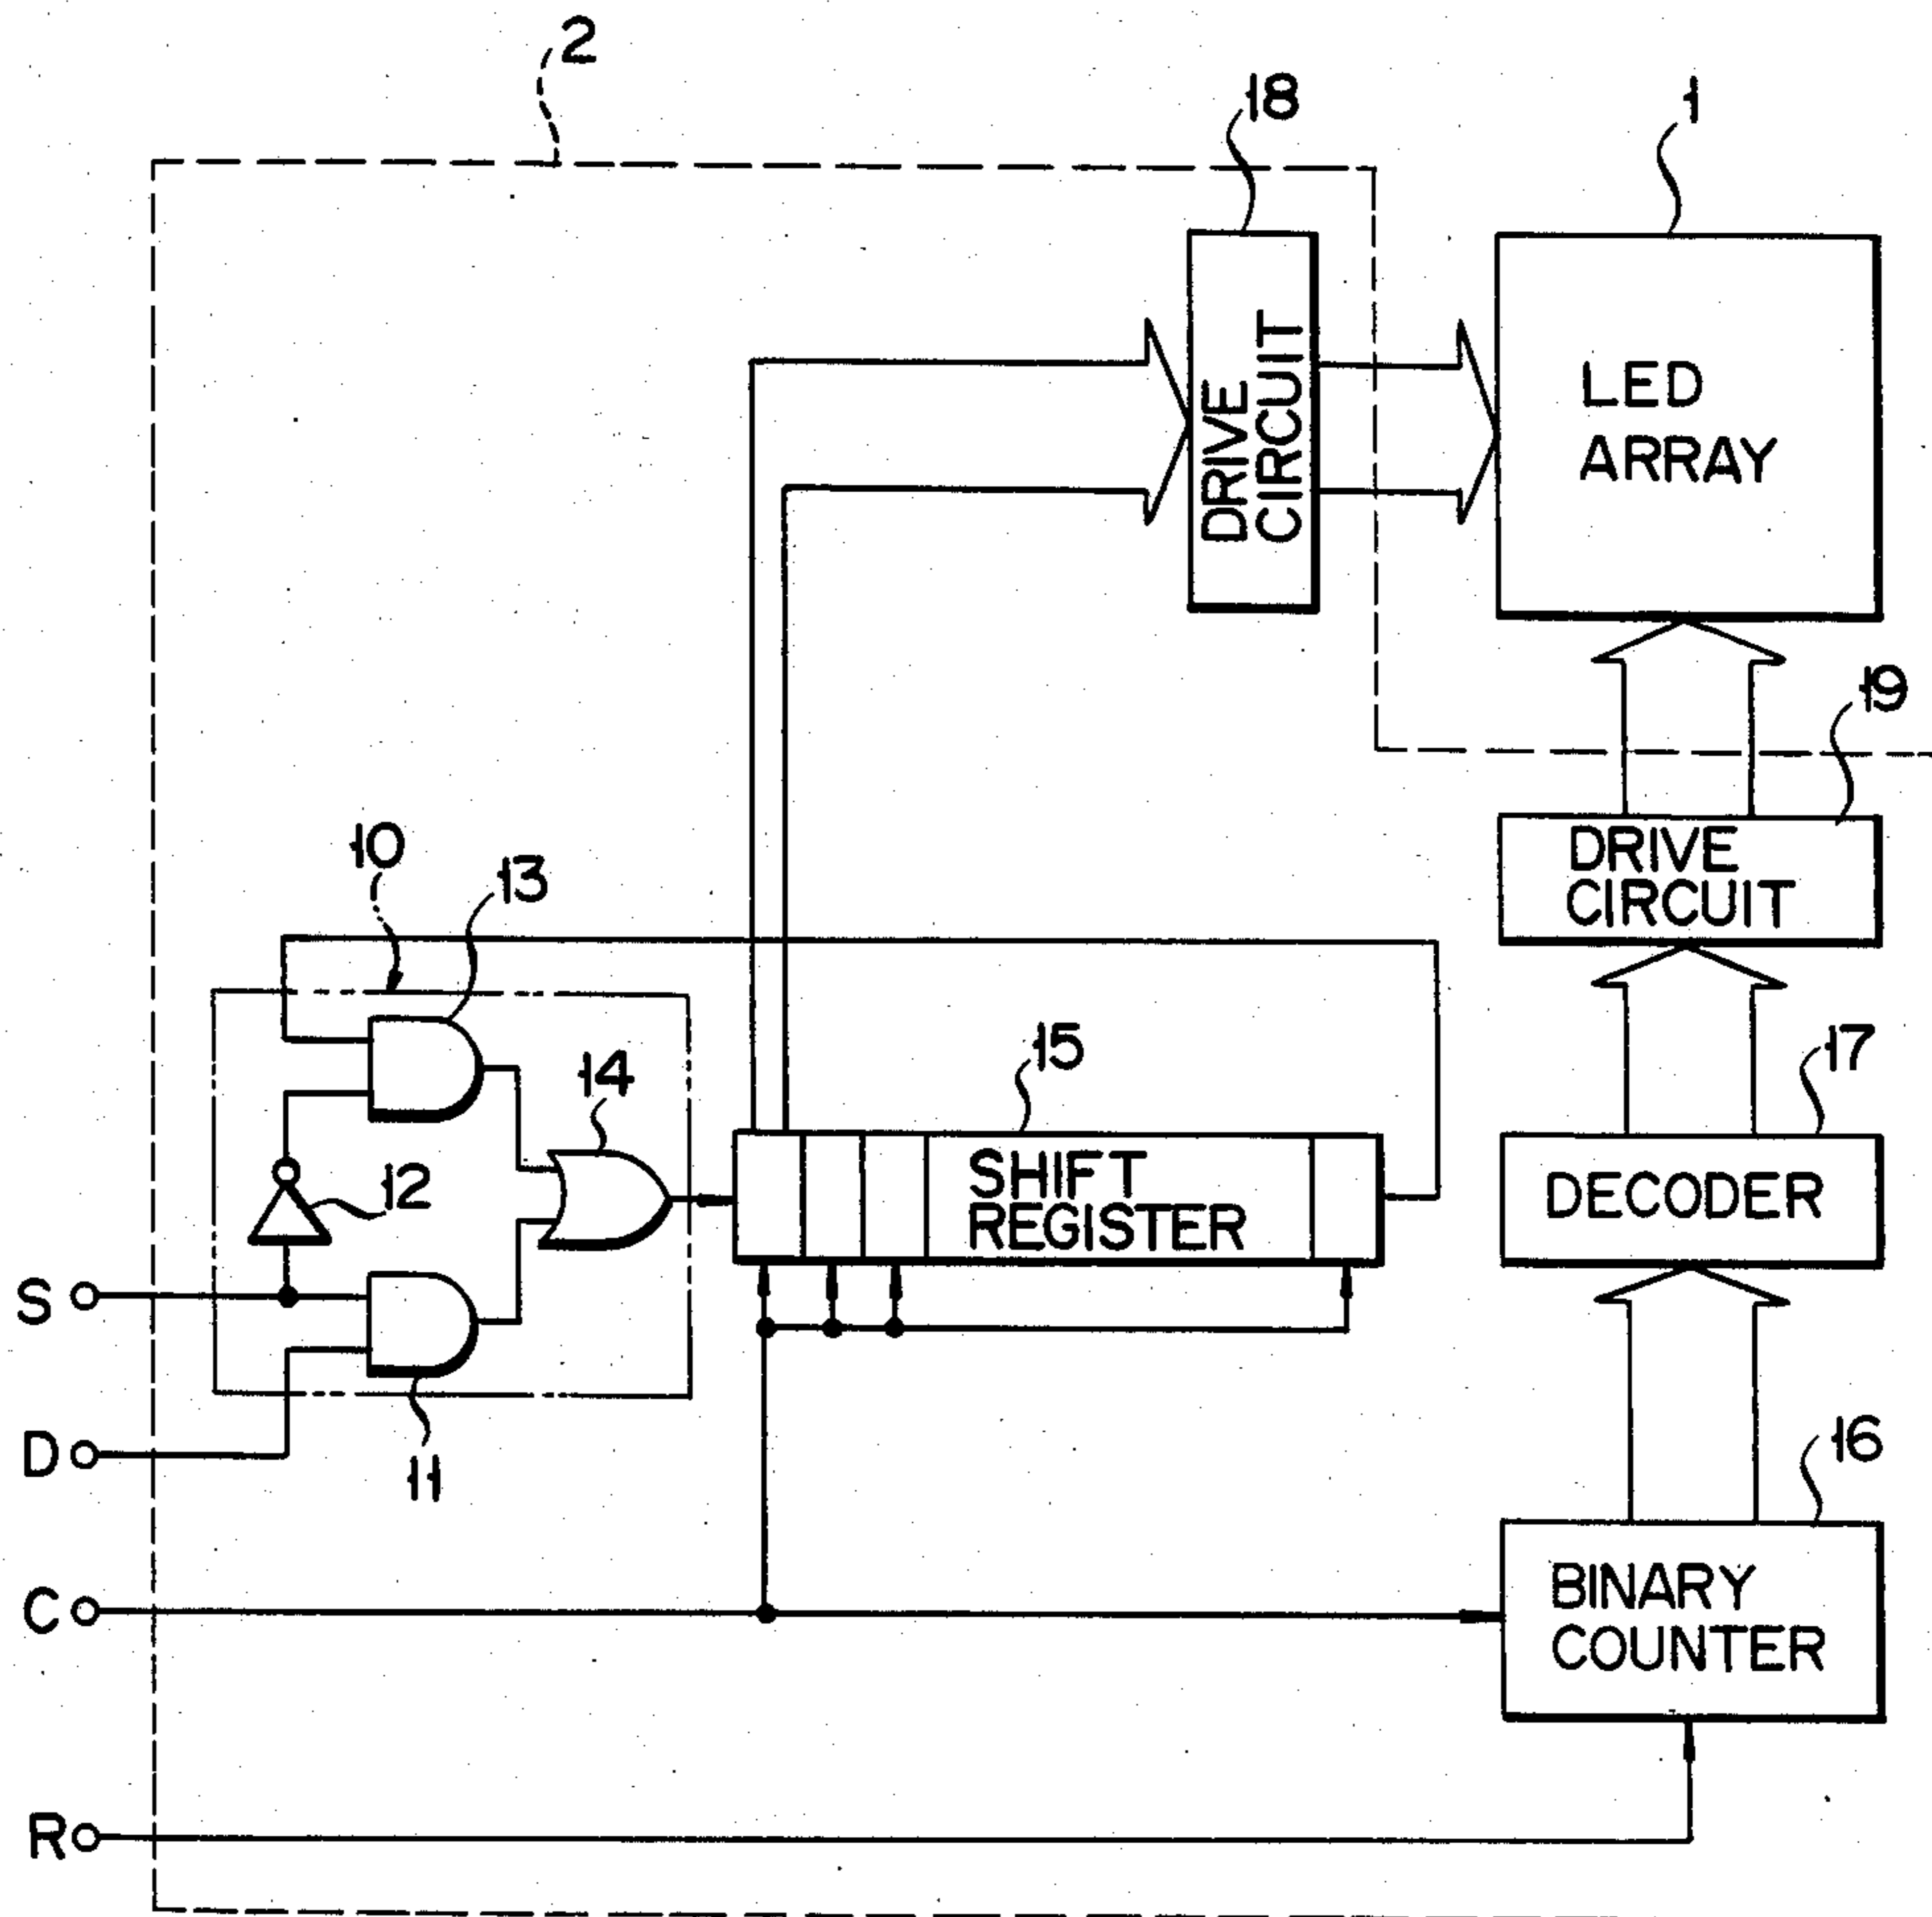 2
18
1
DRIVE
CIRCUIT
LED
ARRAY
19
DRIVE
CIRCUIT
10
13
14
15
17
12
SHIFT
REGISTER
DECODER
S
D
11
16
C
BINARY
COUNTER
R